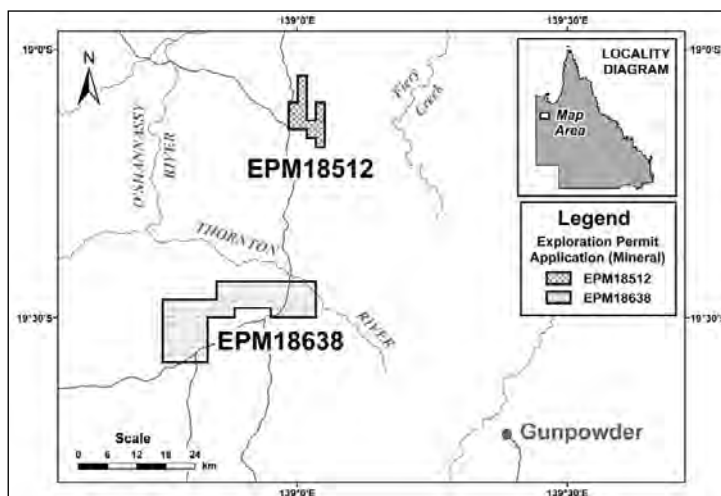 139°0'E
139°30'E
19°0'S
19°0'S
N
LOCALITY
DIAGRAM
Map
Area
Fiery
Creek
O'SHANNASSY
RIVER
EPM18512
THORNTON
RIVER
Legend
Exploration Permit
Application (Mineral)
EPM18512
EPM18638
19°30'S
19°30'S
EPM18638
Gunpowder
Scale
0 6 12 18 24
km
139°0'E
139°30'E